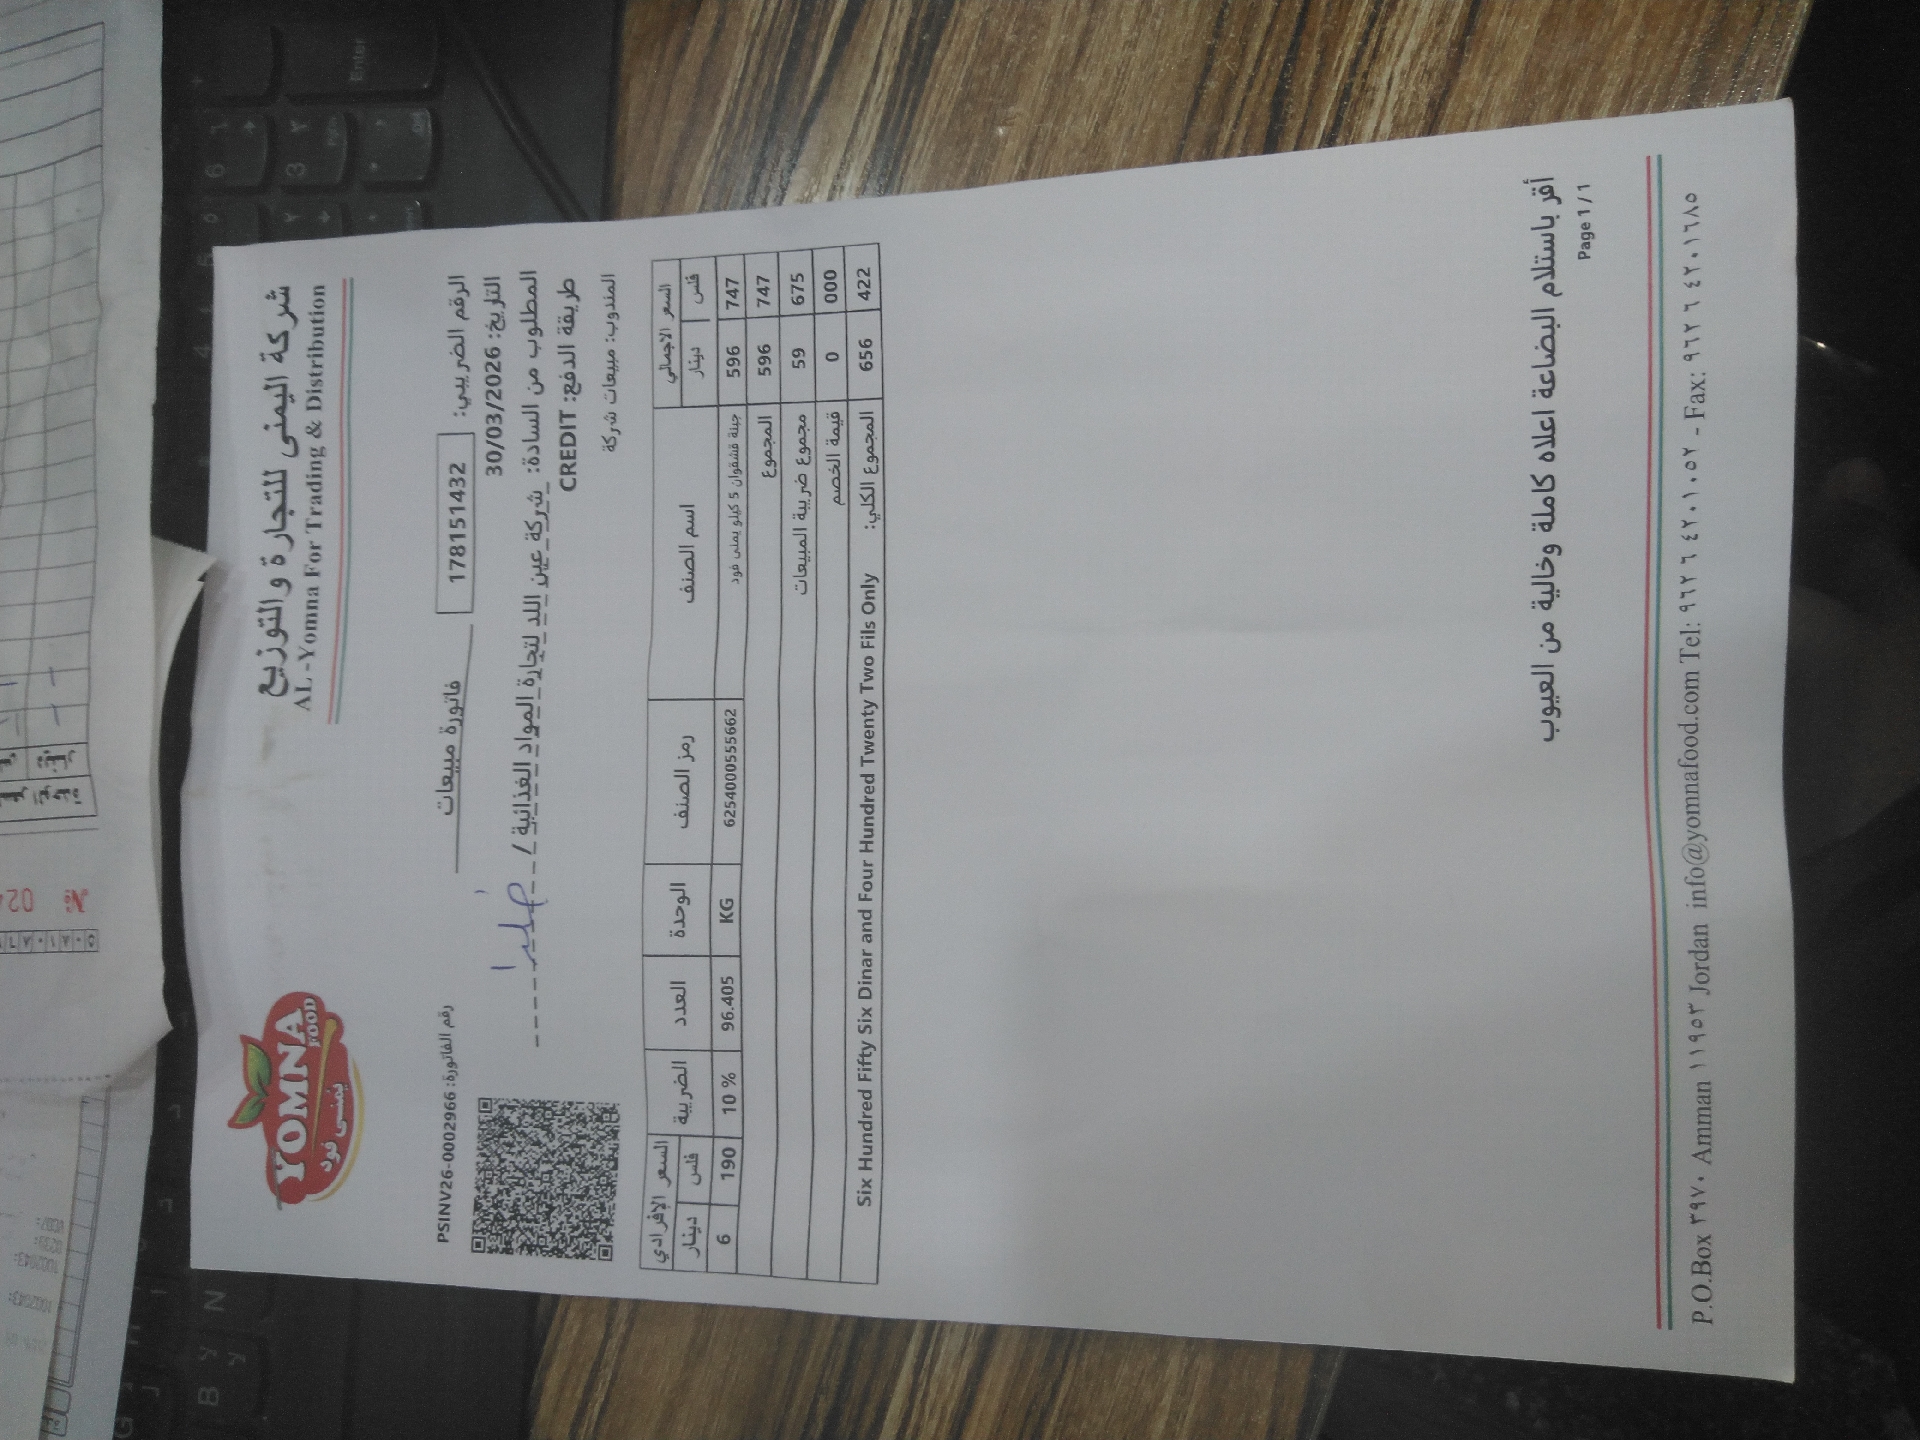 YOMNA
FOOD
يمنى فود
شركة اليمنى للتجارة والتوزيع
AL -Yomna For Trading & Distribution
الرقم الضريبي: 178151432
فاتورة مبيعات
رقم الفاتورة: PSINV26-0002966
التاريخ: 30/03/2026
المطلوب من السادة: شركة عين اللد لتجارة المواد الغذائية /
طريقة الدفع: CREDIT
المندوب: مبيعات شركة
السعر الاجمالي اسم الصنف رمز الصنف الوحدة العدد الضريبة السعر الإفرادي
دينار فلس دينار فلس
596 747 جبنة قشقوان 5 كيلو يمنى فود 6254000555662 KG 96.405 10 % 6 190
596 747 المجموع
59 675 مجموع ضريبة المبيعات
0 000 قيمة الخصم
656 422 المجموع الكلي: Six Hundred Fifty Six Dinar and Four Hundred Twenty Two Fils Only
أقر باستلام البضاعة اعلاه كاملة وخالية من العيوب
Page 1 / 1
P.O.Box ٣٩٧٠ Amman ١١٩٥٣ Jordan info@yomnafood.com Tel: ٩٦٢ ٦ ٤٢٠١٠٥٢ - Fax: ٩٦٢ ٦ ٤٢٠١٦٨٥
Enter
№ 024